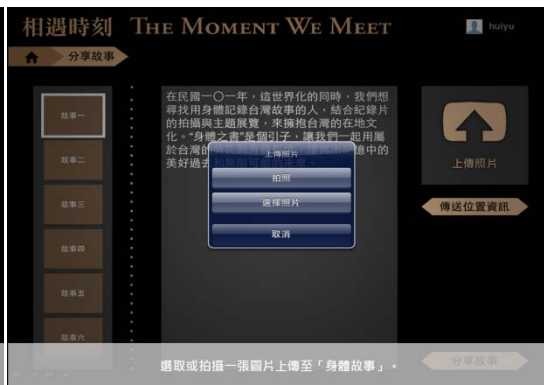 相遇時刻 THE MOMENT WE MEET
huiyu
分享故事
故事一
故事二
故事三
故事四
故事五
故事六
在民國一〇一年，這世界化的同時，我們想
尋找用身體記錄台灣故事的人，結合紀錄片
的拍攝與主題展覽，來擁抱台灣的在地文
化。“身體之書”是個引子，讓我們一起用屬
於台灣的
憶中的
美好過去
上傳照片
拍照
選擇照片
取消
上傳照片
傳送位置資訊
分享故事
選取或拍攝一張圖片上傳至「身體故事」。